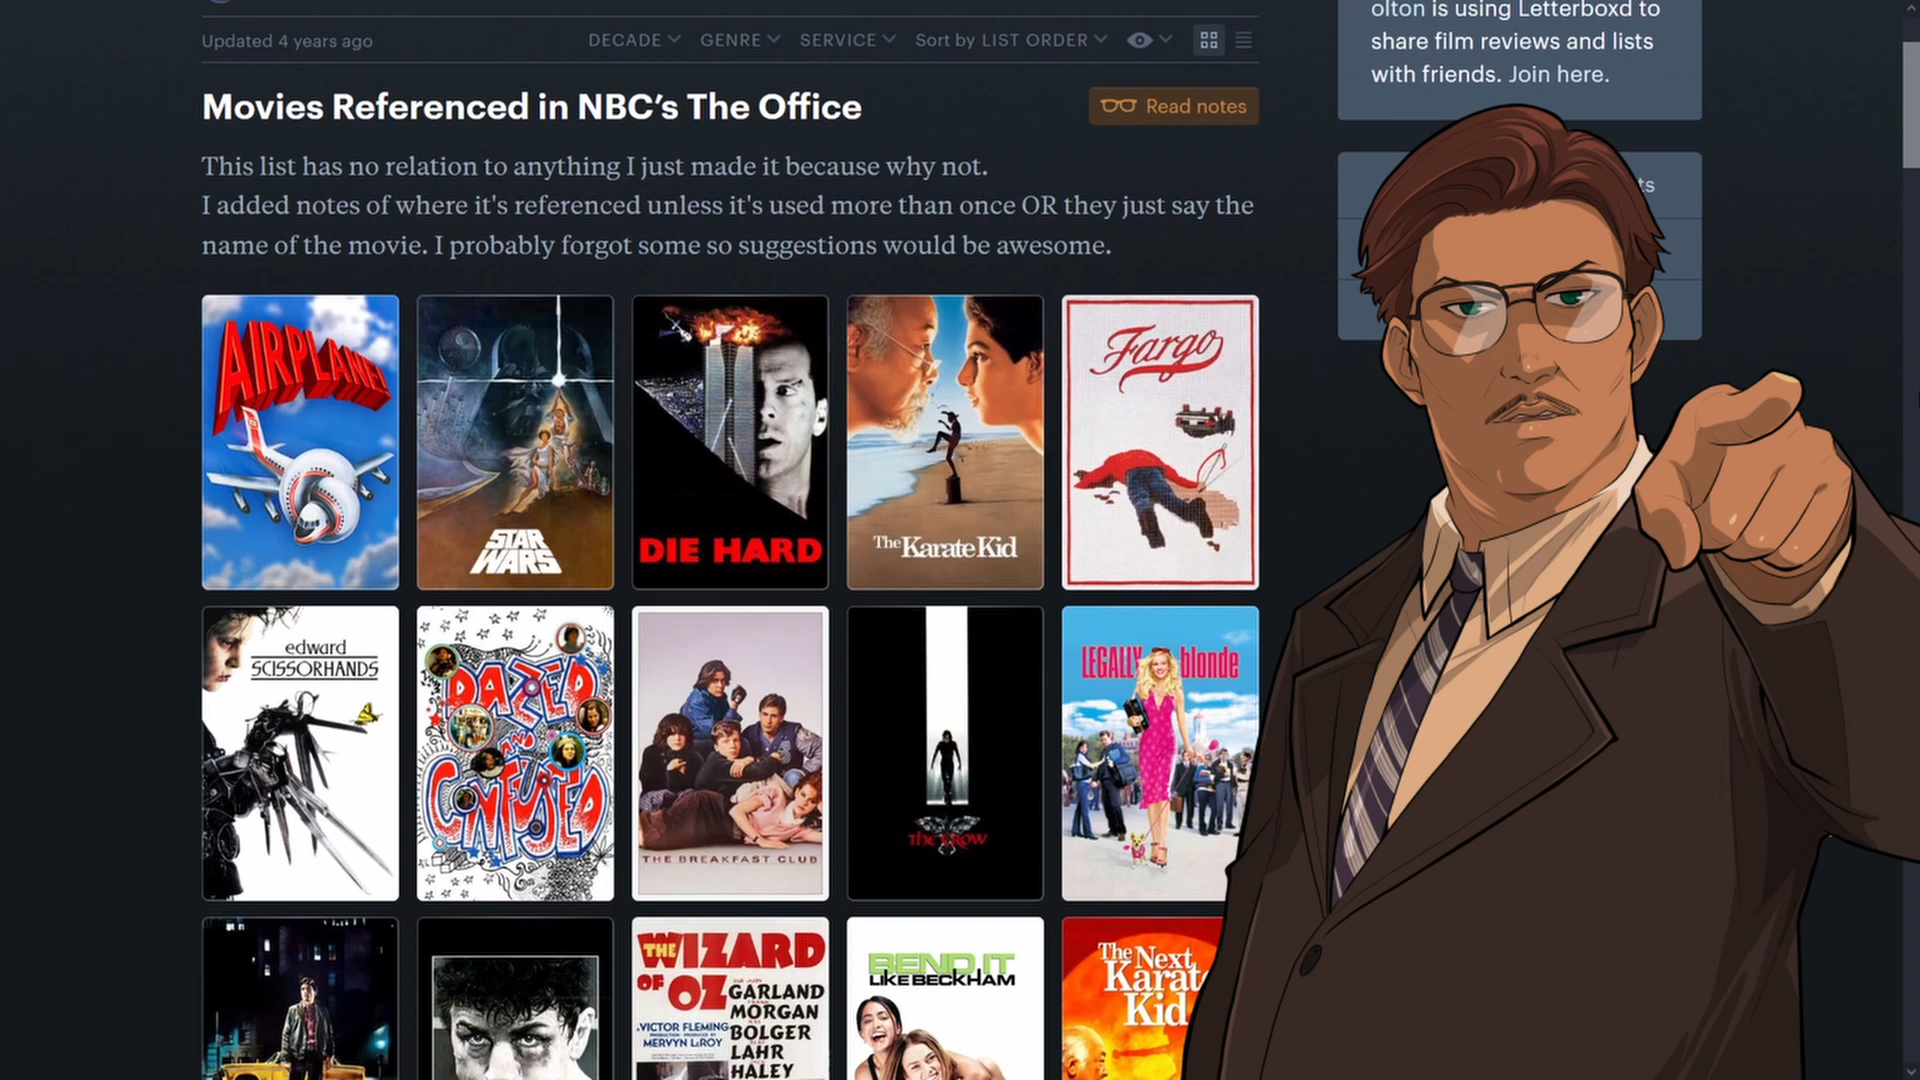 olton is using Letterboxd to
share film reviews and lists
with friends. Join here.
Updated 4 years ago
DECADE
GENRE
SERVICE
Sort by LIST ORDER
Movies Referenced in NBC’s The Office
Read notes
This list has no relation to anything I just made it because why not.
I added notes of where it's referenced unless it's used more than once OR they just say the
name of the movie. I probably forgot some so suggestions would be awesome.
ts
AIRPLANE!
STAR
WARS
DIE HARD
The Karate Kid
Fargo
edward
SCISSORHANDS
DAZED
AND
CONFUSED
THE BREAKFAST CLUB
THE CROW
LEGALLY blonde
THE WIZARD
OF OZ
GARLAND
MORGAN
BOLGER
LAHR
HALEY
VICTOR FLEMING
MERVYN LeROY
BEND IT
LIKE BECKHAM
The Next
Karate
Kid